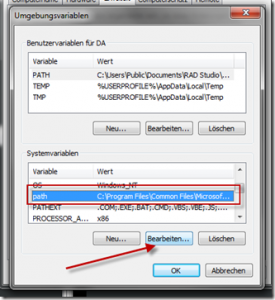 Umgebungsvariablen
Benutzervariablen für DA
Variable Wert
PATH C:\Users\Public\Documents\RAD Studio\...
TEMP %USERPROFILE%\AppData\Local\Temp
TMP %USERPROFILE%\AppData\Local\Temp
Neu... Bearbeiten... Löschen
Systemvariablen
Variable Wert
OS Windows_NT
path C:\Program Files\Common Files\Microsof...
PATHEXT .COM;.EXE;.BAT;.CMD;.VBS;.VBE;.JS;...
PROCESSOR_A... x86
Neu... Bearbeiten... Löschen
OK Abbrechen